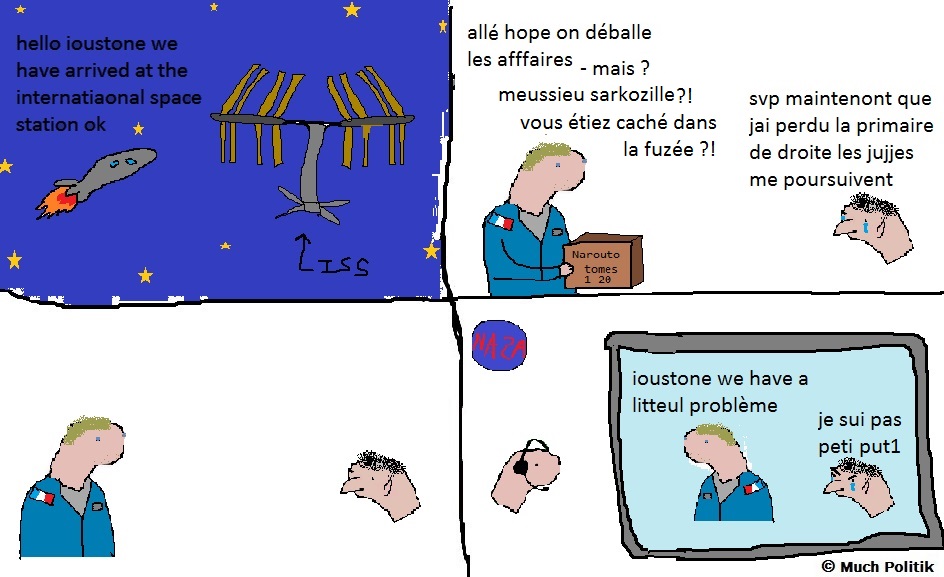 hello ioustone we
have arrived at the
internatiaonal space
station ok
ISS
allé hope on déballe
les afffaires
- mais ?
meussieu sarkozille?!
vous étiez caché dans
la fuzée ?!
svp maintenont que
jai perdu la primaire
de droite les jujjes
me poursuivent
Narouto
tomes
1 20
NAZA
ioustone we have a
litteul problème
je sui pas
peti put1
© Much Politik